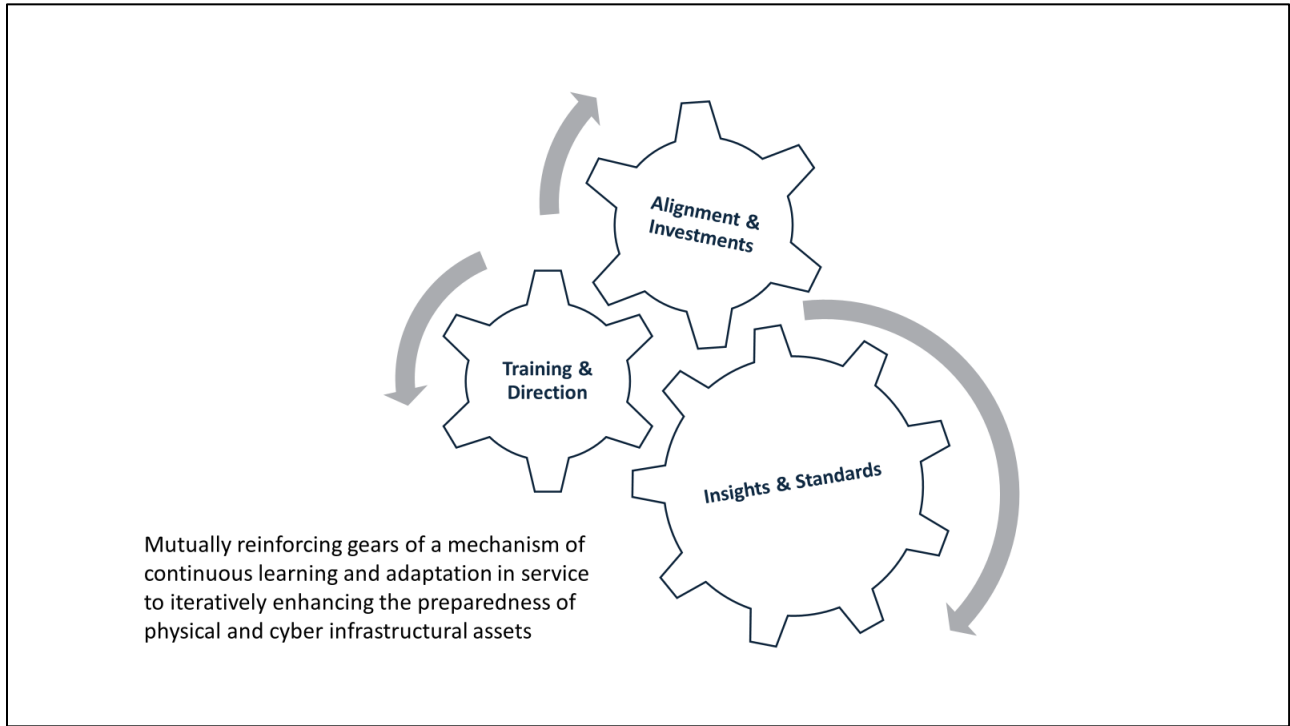 Alignment &
Investments
Training &
Direction
Insights & Standards
Mutually reinforcing gears of a mechanism of
continuous learning and adaptation in service
to iteratively enhancing the preparedness of
physical and cyber infrastructural assets